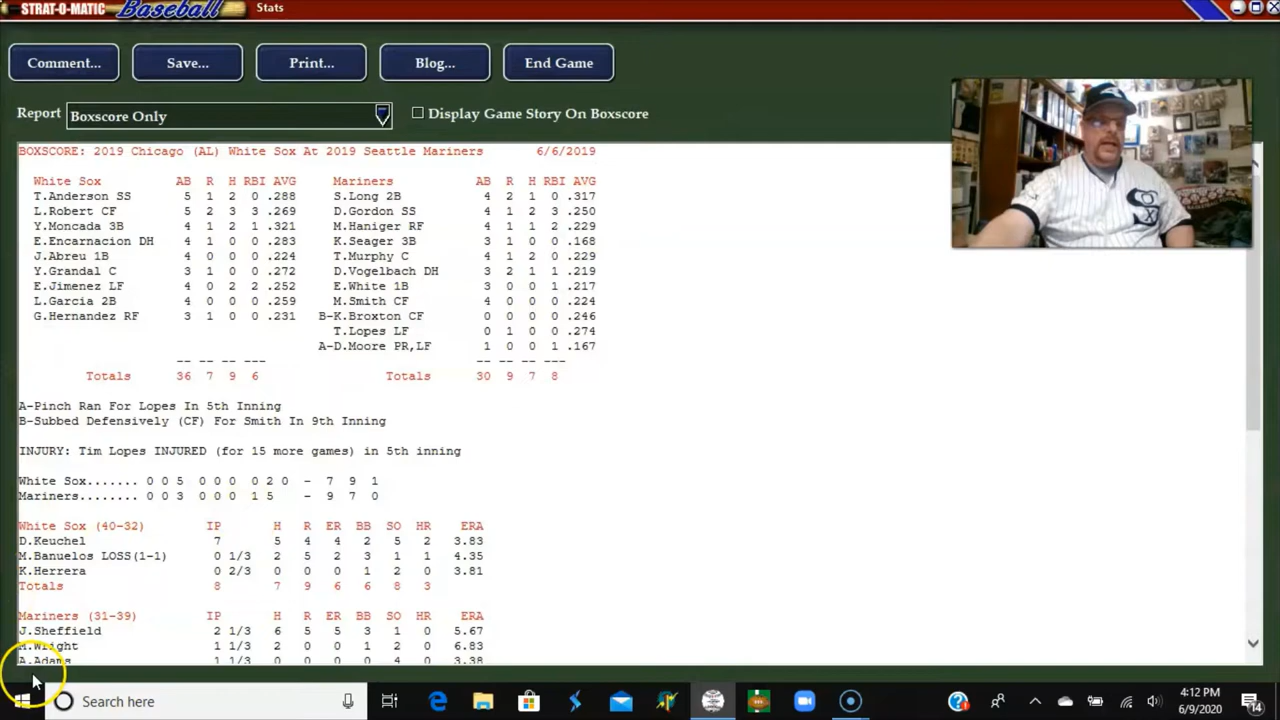 STRAT-O-MATIC Baseball Stats
Comment... Save... Print... Blog... End Game
Report Boxscore Only Display Game Story On Boxscore
BOXSCORE: 2019 Chicago (AL) White Sox At 2019 Seattle Mariners 6/6/2019
White Sox AB R H RBI AVG Mariners AB R H RBI AVG
T.Anderson SS 5 1 2 0 .288 S.Long 2B 4 2 1 0 .317
L.Robert CF 5 2 3 3 .269 D.Gordon SS 4 1 2 3 .250
Y.Moncada 3B 4 1 2 1 .321 M.Haniger RF 4 1 1 2 .229
E.Encarnacion DH 4 1 0 0 .283 K.Seager 3B 3 1 0 0 .168
J.Abreu 1B 4 0 0 0 .224 T.Murphy C 4 1 2 0 .229
Y.Grandal C 3 1 0 0 .272 D.Vogelbach DH 3 2 1 1 .219
E.Jimenez LF 4 0 2 2 .252 E.White 1B 3 0 0 1 .217
L.Garcia 2B 4 0 0 0 .259 M.Smith CF 4 0 0 0 .224
G.Hernandez RF 3 1 0 0 .231 B-K.Broxton CF 0 0 0 0 .246
T.Lopes LF 0 1 0 0 .274
A-D.Moore PR,LF 1 0 0 1 .167
-- -- -- --- -- -- -- ---
Totals 36 7 9 6 Totals 30 9 7 8
A-Pinch Ran For Lopes In 5th Inning
B-Subbed Defensively (CF) For Smith In 9th Inning
INJURY: Tim Lopes INJURED (for 15 more games) in 5th inning
White Sox....... 0 0 5 0 0 0 0 2 0 - 7 9 1
Mariners........ 0 0 3 0 0 0 1 5 - 9 7 0
White Sox (40-32) IP H R ER BB SO HR ERA
D.Keuchel 7 5 4 4 2 5 2 3.83
M.Banuelos LOSS(1-1) 0 1/3 2 5 2 3 1 1 4.35
K.Herrera 0 2/3 0 0 0 1 2 0 3.81
Totals 8 7 9 6 6 8 3
Mariners (31-39) IP H R ER BB SO HR ERA
J.Sheffield 2 1/3 6 5 5 3 1 0 5.67
M.Wright 1 1/3 2 0 0 1 2 0 6.83
A.Adams 1 1/3 0 0 0 0 4 0 3.38
Search here
4:12 PM
6/9/2020
14